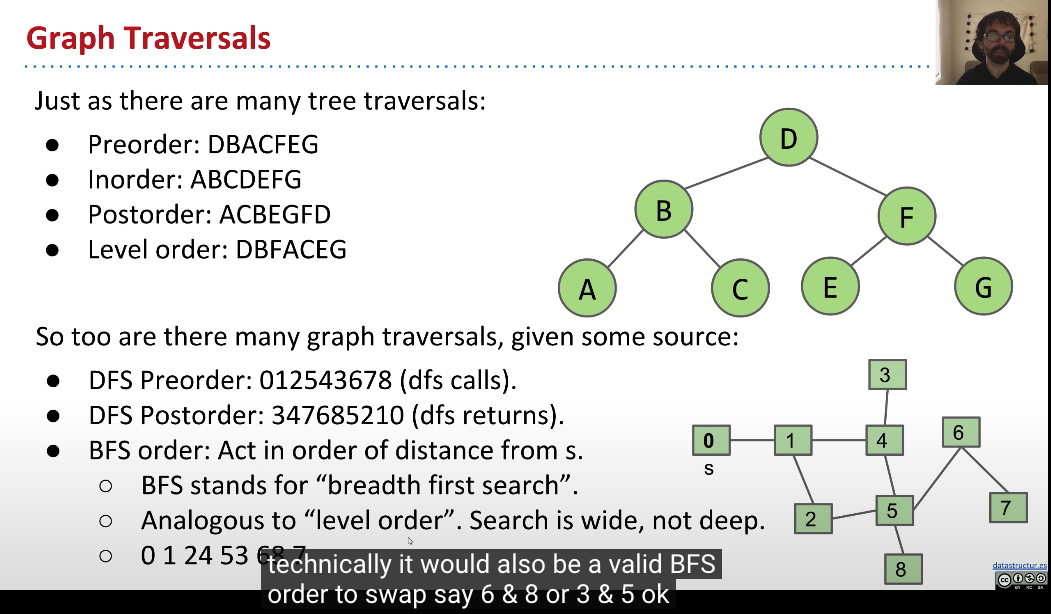 Graph Traversals
Just as there are many tree traversals:
● Preorder: DBACFEG
● Inorder: ABCDEFG
● Postorder: ACBEGFD
● Level order: DBFACEG
D
B
F
A
C
E
G
So too are there many graph traversals, given some source:
● DFS Preorder: 012543678 (dfs calls).
● DFS Postorder: 347685210 (dfs returns).
● BFS order: Act in order of distance from s.
○ BFS stands for “breadth first search”.
○ Analogous to “level order”. Search is wide, not deep.
○ 0 1 24 53 68 7
3
0
1
4
6
s
2
5
7
8
technically it would also be a valid BFS
order to swap say 6 & 8 or 3 & 5 ok
datastructur.es